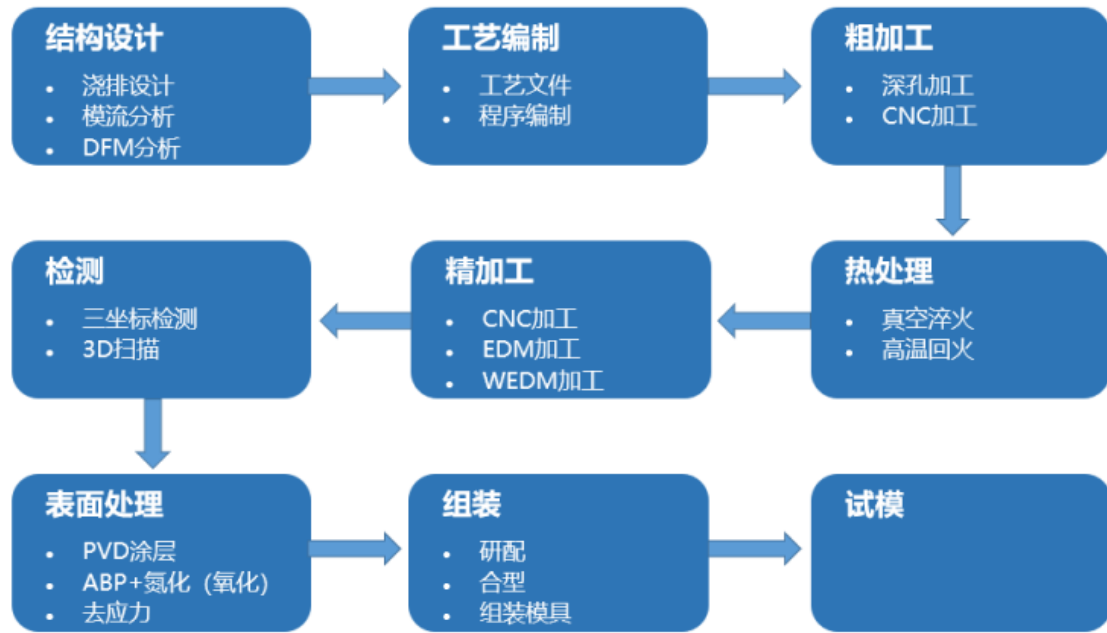 结构设计
• 浇排设计
• 模流分析
• DFM分析
工艺编制
• 工艺文件
• 程序编制
粗加工
• 深孔加工
• CNC加工
热处理
• 真空淬火
• 高温回火
精加工
• CNC加工
• EDM加工
• WEDM加工
检测
• 三坐标检测
• 3D扫描
表面处理
• PVD涂层
• ABP+氮化（氧化）
• 去应力
组装
• 研配
• 合型
• 组装模具
试模